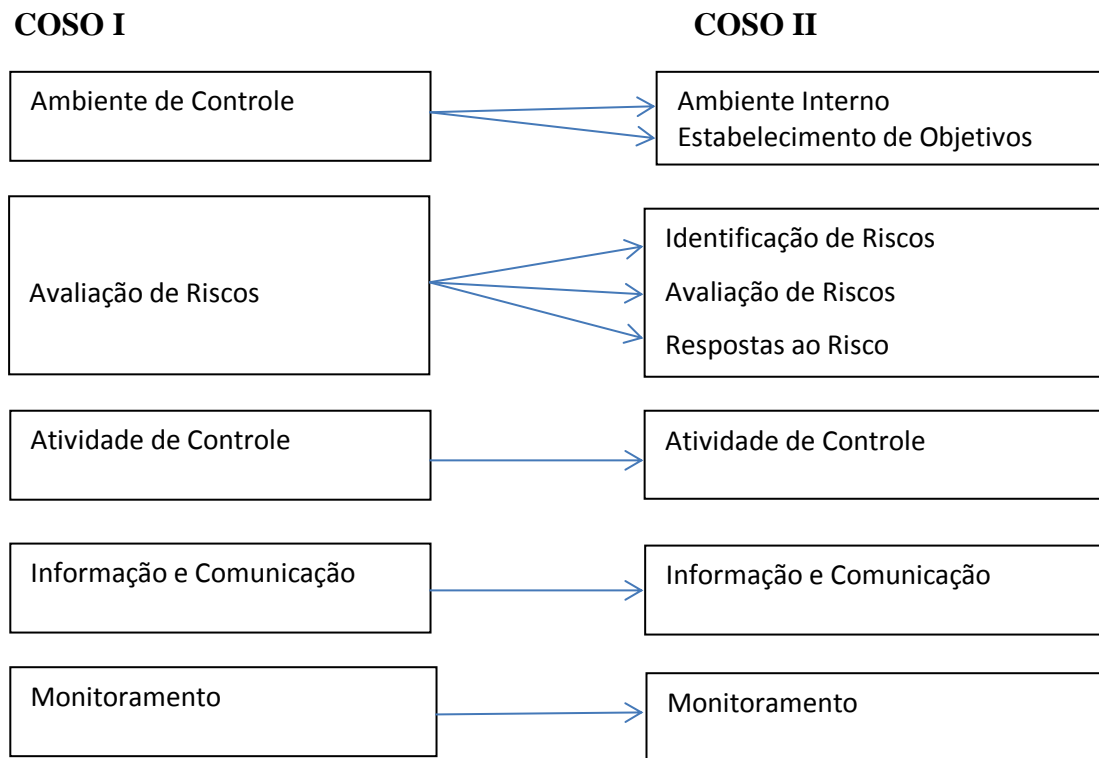 COSO I
COSO II
Ambiente de Controle
Ambiente Interno
Estabelecimento de Objetivos
Avaliação de Riscos
Identificação de Riscos
Avaliação de Riscos
Respostas ao Risco
Atividade de Controle
Atividade de Controle
Informação e Comunicação
Informação e Comunicação
Monitoramento
Monitoramento